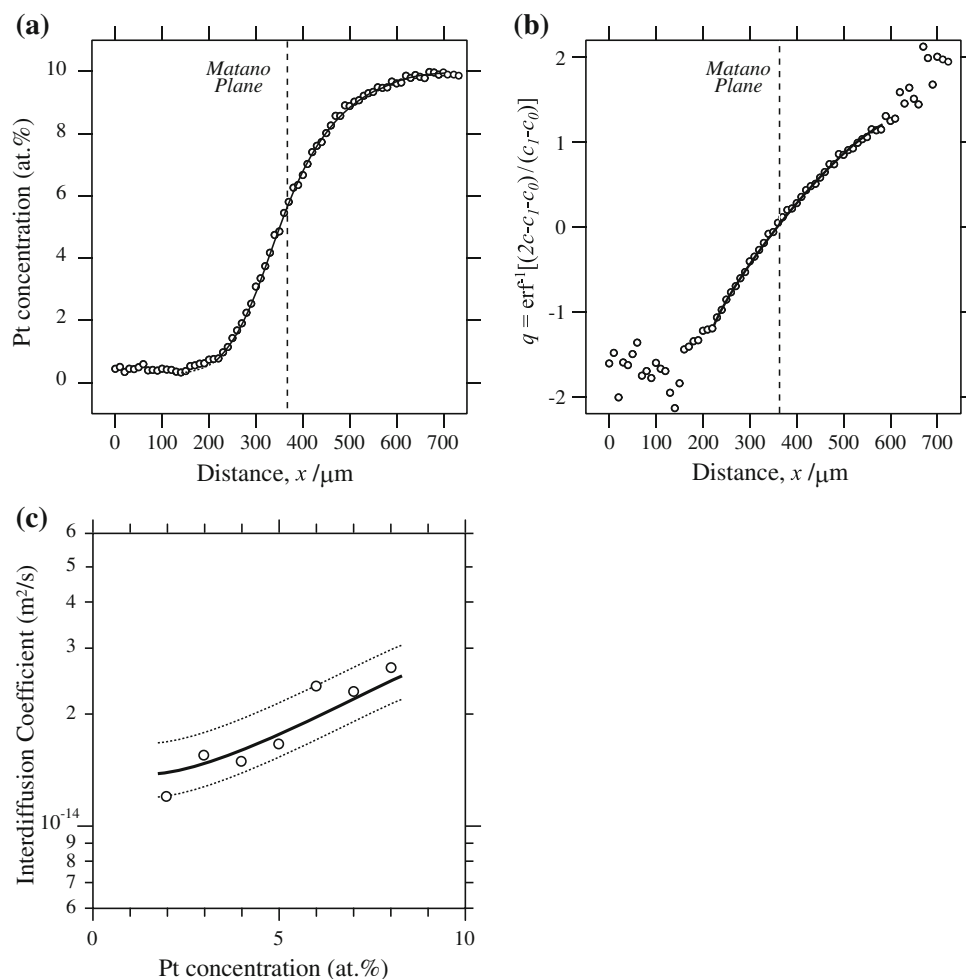 (a)
10
8
6
4
2
0
Pt concentration (at.%)
Matano
Plane
0 100 200 300 400 500 600 700
Distance, x /μm
(b)
2
1
0
-1
-2
q = erf⁻¹[(2c-c₁-c₀)/(c₁-c₀)]
Matano
Plane
0 100 200 300 400 500 600 700
Distance, x /μm
(c)
6
5
4
3
2
10⁻¹⁴
9
8
7
6
Interdiffusion Coefficient (m²/s)
0 5 10
Pt concentration (at.%)